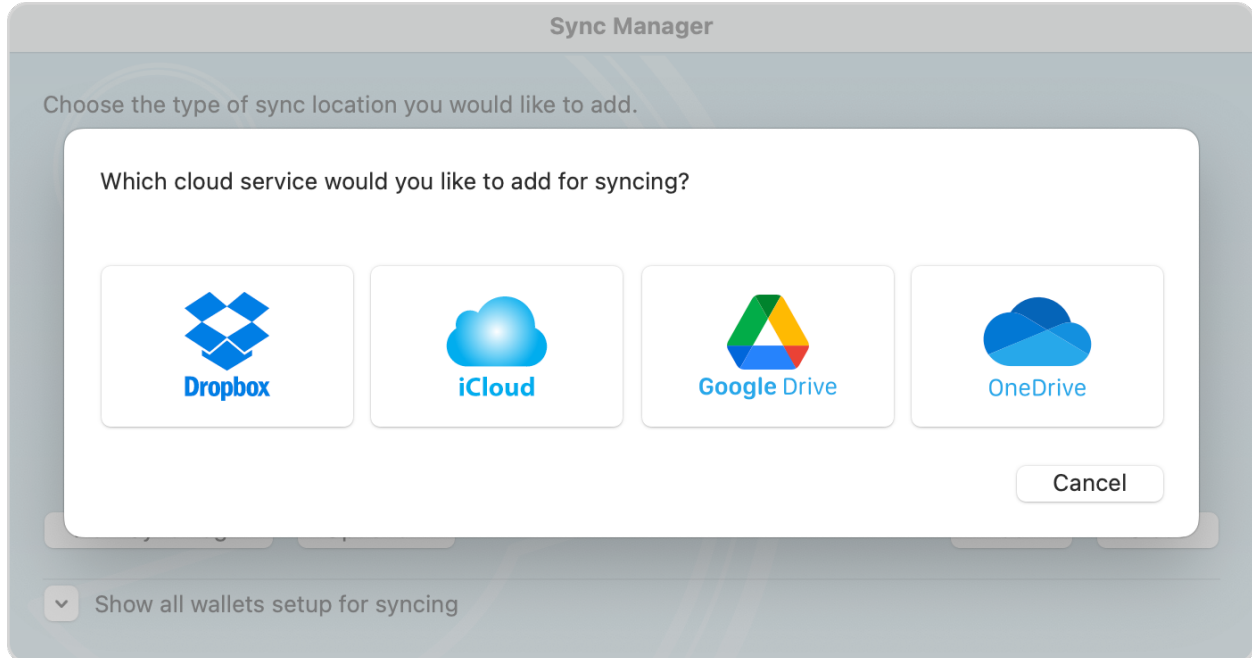 Sync Manager
Choose the type of sync location you would like to add.
Which cloud service would you like to add for syncing?
Dropbox
iCloud
Google Drive
OneDrive
Cancel
Show all wallets setup for syncing